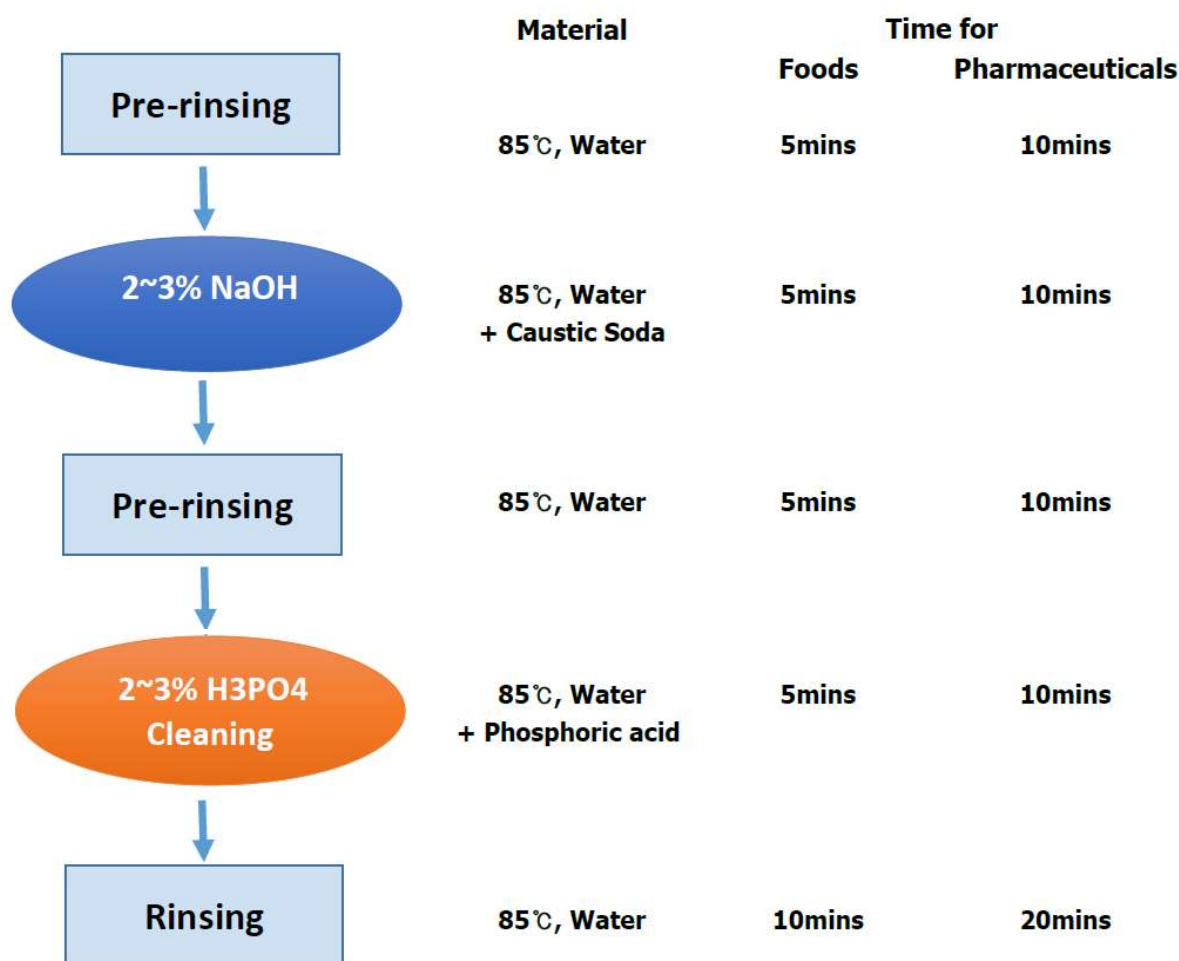 Material
Time for
Foods Pharmaceuticals
Pre-rinsing
85℃, Water 5mins 10mins
2~3% NaOH
85℃, Water 5mins 10mins
+ Caustic Soda
Pre-rinsing
85℃, Water 5mins 10mins
2~3% H3PO4
Cleaning
85℃, Water 5mins 10mins
+ Phosphoric acid
Rinsing
85℃, Water 10mins 20mins